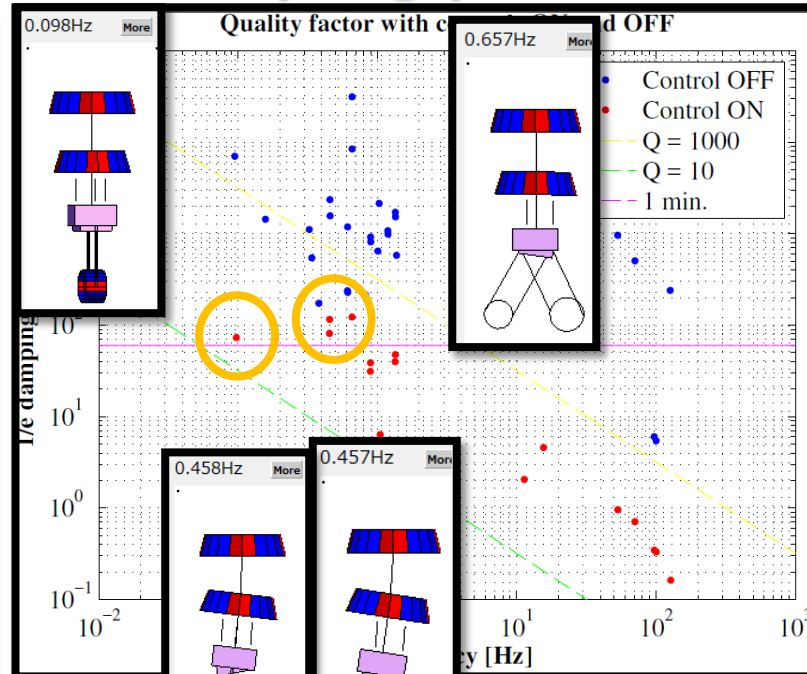 Quality factor with
OFF
0.098Hz
More
0.657Hz
More
Control OFF
Control ON
Q = 1000
Q = 10
1 min.
1/e damping
10^1
10^0
10^-1
0.458Hz
More
0.457Hz
More
10^-2
10^1
10^2
10^3
[Hz]